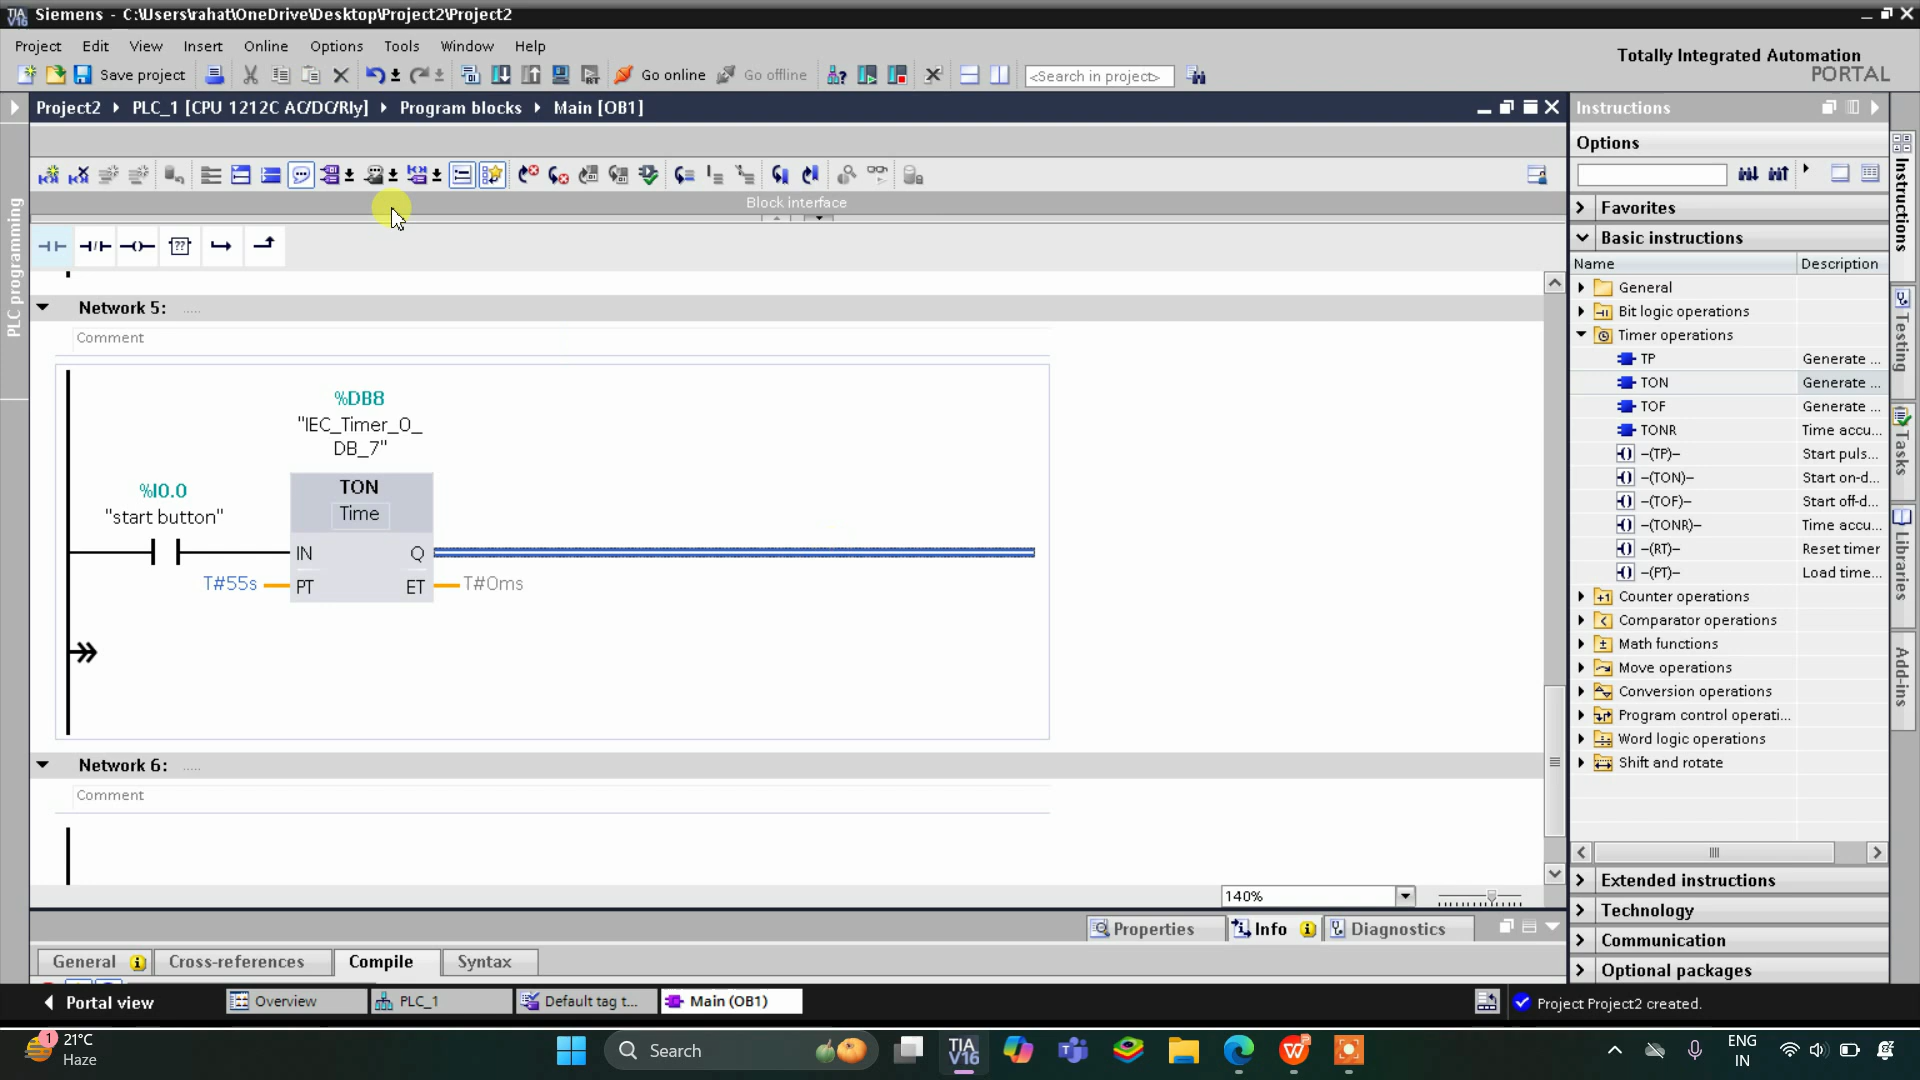 Siemens - C:\Users\rahat\OneDrive\Desktop\Project2\Project2
Project Edit View Insert Online Options Tools Window Help
Totally Integrated Automation
PORTAL
Save project
Go online
Go offline
<Search in project>
Project2 PLC_1 [CPU 1212C AC/DC/Rly] Program blocks Main [OB1]
Block interface
PLC programming
Network 5: .....
Comment
%DB8
"IEC_Timer_0_
DB_7"
TON
Time
%I0.0
"start button"
IN Q
T#55s PT ET T#0ms
Network 6: .....
Comment
140%
Properties Info Diagnostics
General Cross-references Compile Syntax
Instructions
Options
Favorites
Basic instructions
Name Description
General
Bit logic operations
Timer operations
TP Generate ...
TON Generate ...
TOF Generate ...
TONR Time accu...
-(TP)- Start puls...
-(TON)- Start on-d...
-(TOF)- Start off-d...
-(TONR)- Time accu...
-(RT)- Reset timer
-(PT)- Load time...
Counter operations
Comparator operations
Math functions
Move operations
Conversion operations
Program control operati...
Word logic operations
Shift and rotate
Extended instructions
Technology
Communication
Optional packages
Instructions
Testing
Tasks
Libraries
Add-ins
Portal view Overview PLC_1 Default tag t... Main (OB1) Project Project2 created.
1
21°C
Haze
Search
TIA
V16
ENG
IN